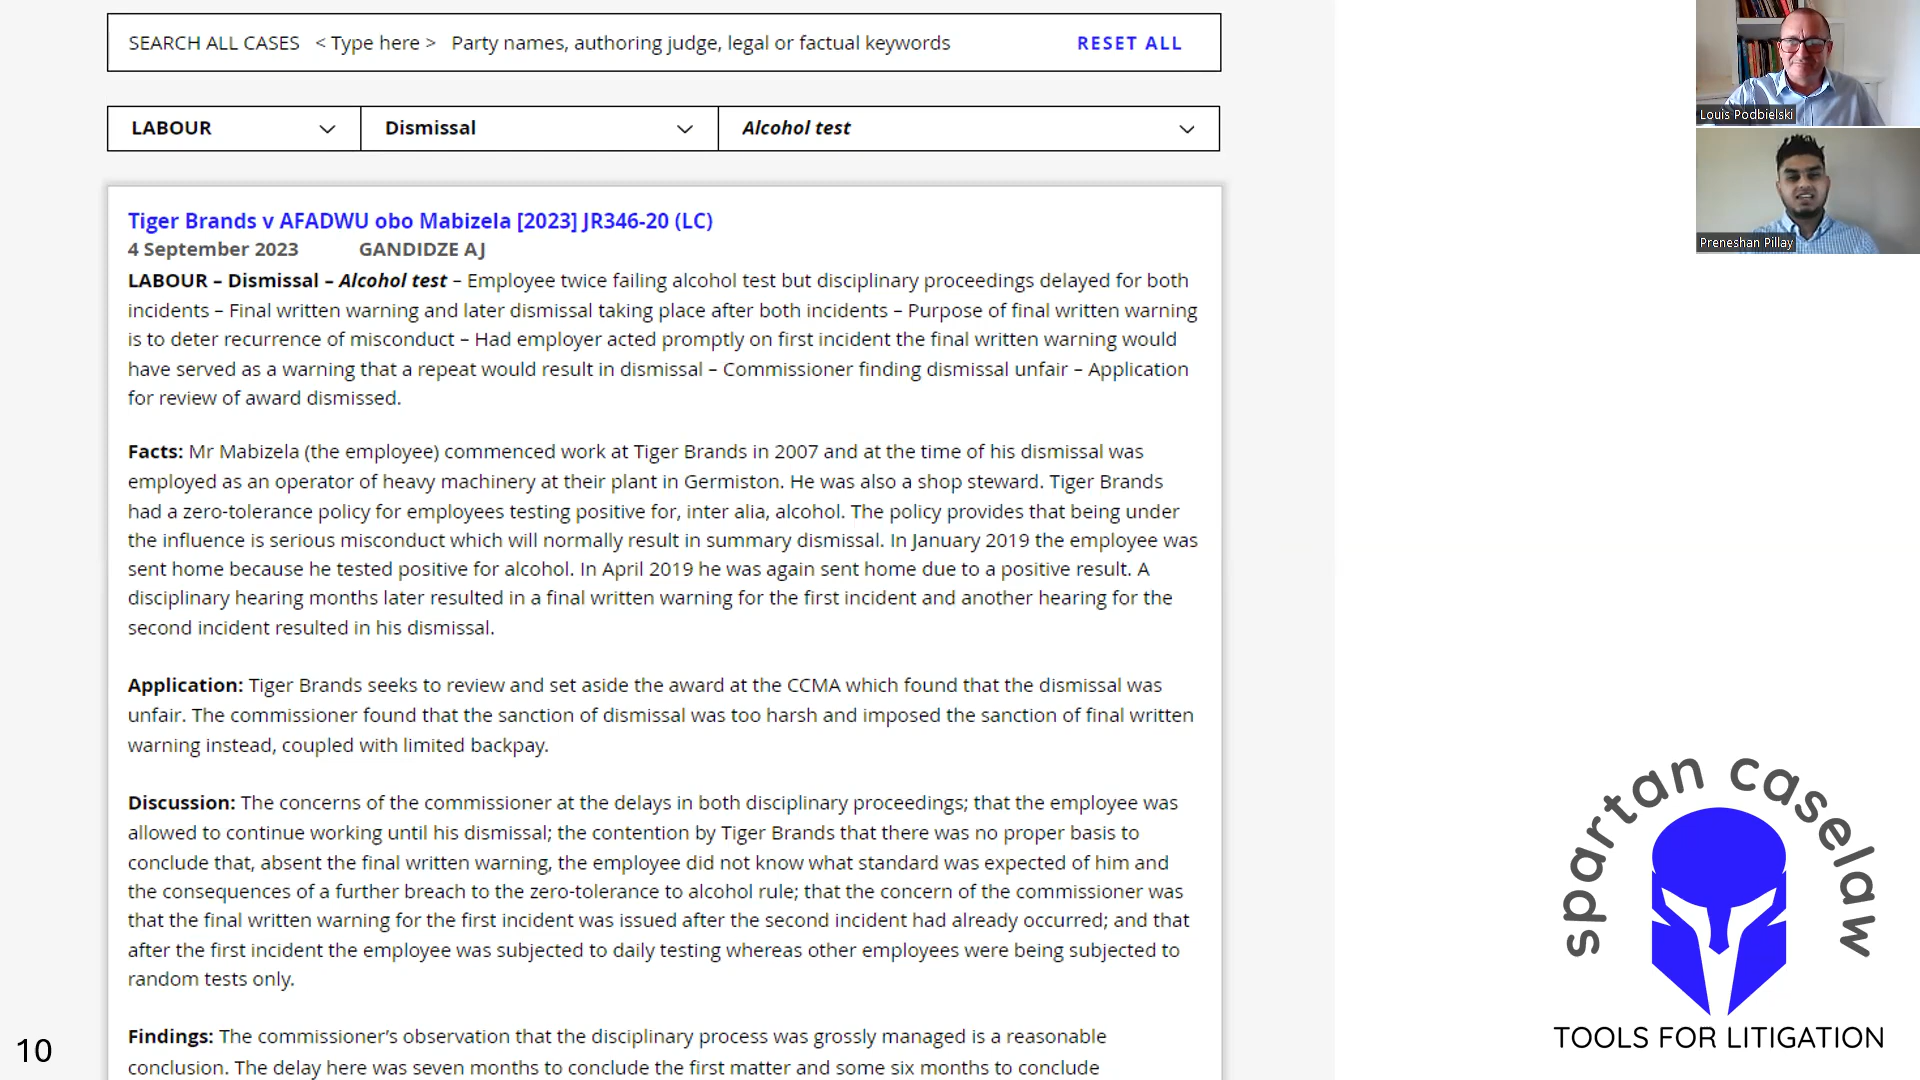 SEARCH ALL CASES < Type here > Party names, authoring judge, legal or factual keywords RESET ALL
LABOUR Dismissal Alcohol test
Tiger Brands v AFADWU obo Mabizela [2023] JR346-20 (LC)
4 September 2023 GANDIDZE AJ
LABOUR – Dismissal – Alcohol test – Employee twice failing alcohol test but disciplinary proceedings delayed for both
incidents – Final written warning and later dismissal taking place after both incidents – Purpose of final written warning
is to deter recurrence of misconduct – Had employer acted promptly on first incident the final written warning would
have served as a warning that a repeat would result in dismissal – Commissioner finding dismissal unfair – Application
for review of award dismissed.
Facts: Mr Mabizela (the employee) commenced work at Tiger Brands in 2007 and at the time of his dismissal was
employed as an operator of heavy machinery at their plant in Germiston. He was also a shop steward. Tiger Brands
had a zero-tolerance policy for employees testing positive for, inter alia, alcohol. The policy provides that being under
the influence is serious misconduct which will normally result in summary dismissal. In January 2019 the employee was
sent home because he tested positive for alcohol. In April 2019 he was again sent home due to a positive result. A
disciplinary hearing months later resulted in a final written warning for the first incident and another hearing for the
second incident resulted in his dismissal.
Application: Tiger Brands seeks to review and set aside the award at the CCMA which found that the dismissal was
unfair. The commissioner found that the sanction of dismissal was too harsh and imposed the sanction of final written
warning instead, coupled with limited backpay.
Discussion: The concerns of the commissioner at the delays in both disciplinary proceedings; that the employee was
allowed to continue working until his dismissal; the contention by Tiger Brands that there was no proper basis to
conclude that, absent the final written warning, the employee did not know what standard was expected of him and
the consequences of a further breach to the zero-tolerance to alcohol rule; that the concern of the commissioner was
that the final written warning for the first incident was issued after the second incident had already occurred; and that
after the first incident the employee was subjected to daily testing whereas other employees were being subjected to
random tests only.
Findings: The commissioner’s observation that the disciplinary process was grossly managed is a reasonable
conclusion. The delay here was seven months to conclude the first matter and some six months to conclude
10
Louis Podbielski
Preneshan Pillay
spartan caselaw
TOOLS FOR LITIGATION